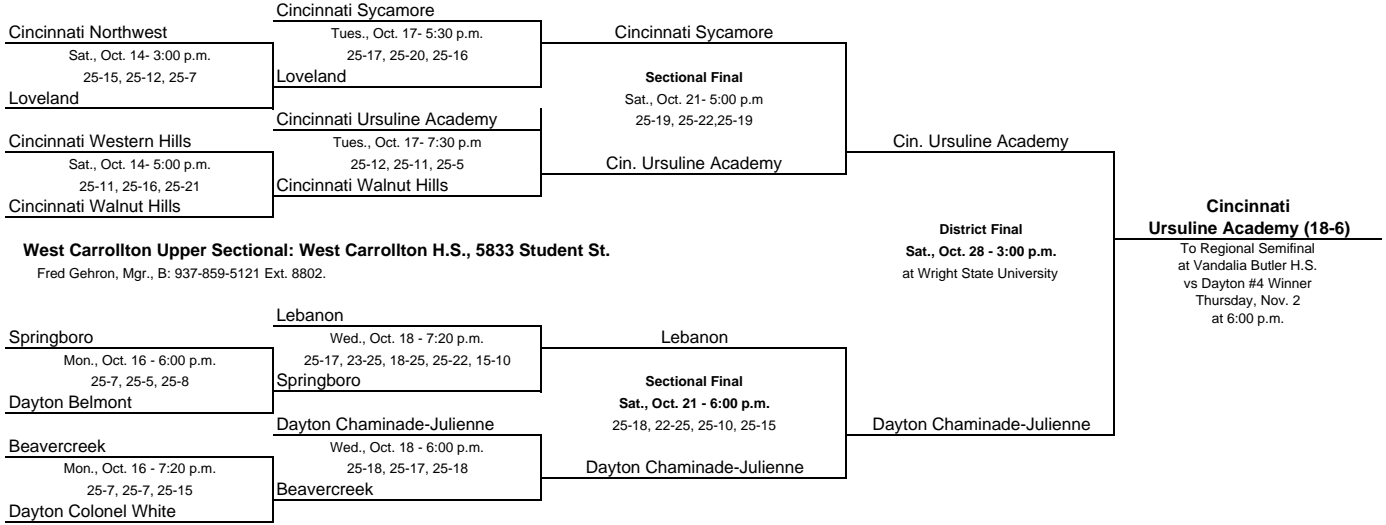 Cincinnati Sycamore
Cincinnati Northwest
Tues., Oct. 17- 5:30 p.m.
Cincinnati Sycamore
Sat., Oct. 14- 3:00 p.m.
25-17, 25-20, 25-16
25-15, 25-12, 25-7
Loveland
Sectional Final
Loveland
Sat., Oct. 21- 5:00 p.m
Cincinnati Ursuline Academy
25-19, 25-22,25-19
Cincinnati Western Hills
Tues., Oct. 17- 7:30 p.m
Cin. Ursuline Academy
Sat., Oct. 14- 5:00 p.m.
25-12, 25-11, 25-5
Cin. Ursuline Academy
25-11, 25-16, 25-21
Cincinnati Walnut Hills
Cincinnati Walnut Hills
Cincinnati
District Final
Ursuline Academy (18-6)
West Carrollton Upper Sectional: West Carrollton H.S., 5833 Student St.
Sat., Oct. 28 - 3:00 p.m.
To Regional Semifinal
Fred Gehron, Mgr., B: 937-859-5121 Ext. 8802.
at Wright State University
at Vandalia Butler H.S.
vs Dayton #4 Winner
Thursday, Nov. 2
at 6:00 p.m.
Lebanon
Springboro
Wed., Oct. 18 - 7:20 p.m.
Lebanon
Mon., Oct. 16 - 6:00 p.m.
25-17, 23-25, 18-25, 25-22, 15-10
25-7, 25-5, 25-8
Springboro
Sectional Final
Dayton Belmont
Sat., Oct. 21 - 6:00 p.m.
Dayton Chaminade-Julienne
25-18, 22-25, 25-10, 25-15
Dayton Chaminade-Julienne
Beavercreek
Wed., Oct. 18 - 6:00 p.m.
Mon., Oct. 16 - 7:20 p.m.
25-18, 25-17, 25-18
Dayton Chaminade-Julienne
25-7, 25-7, 25-15
Beavercreek
Dayton Colonel White